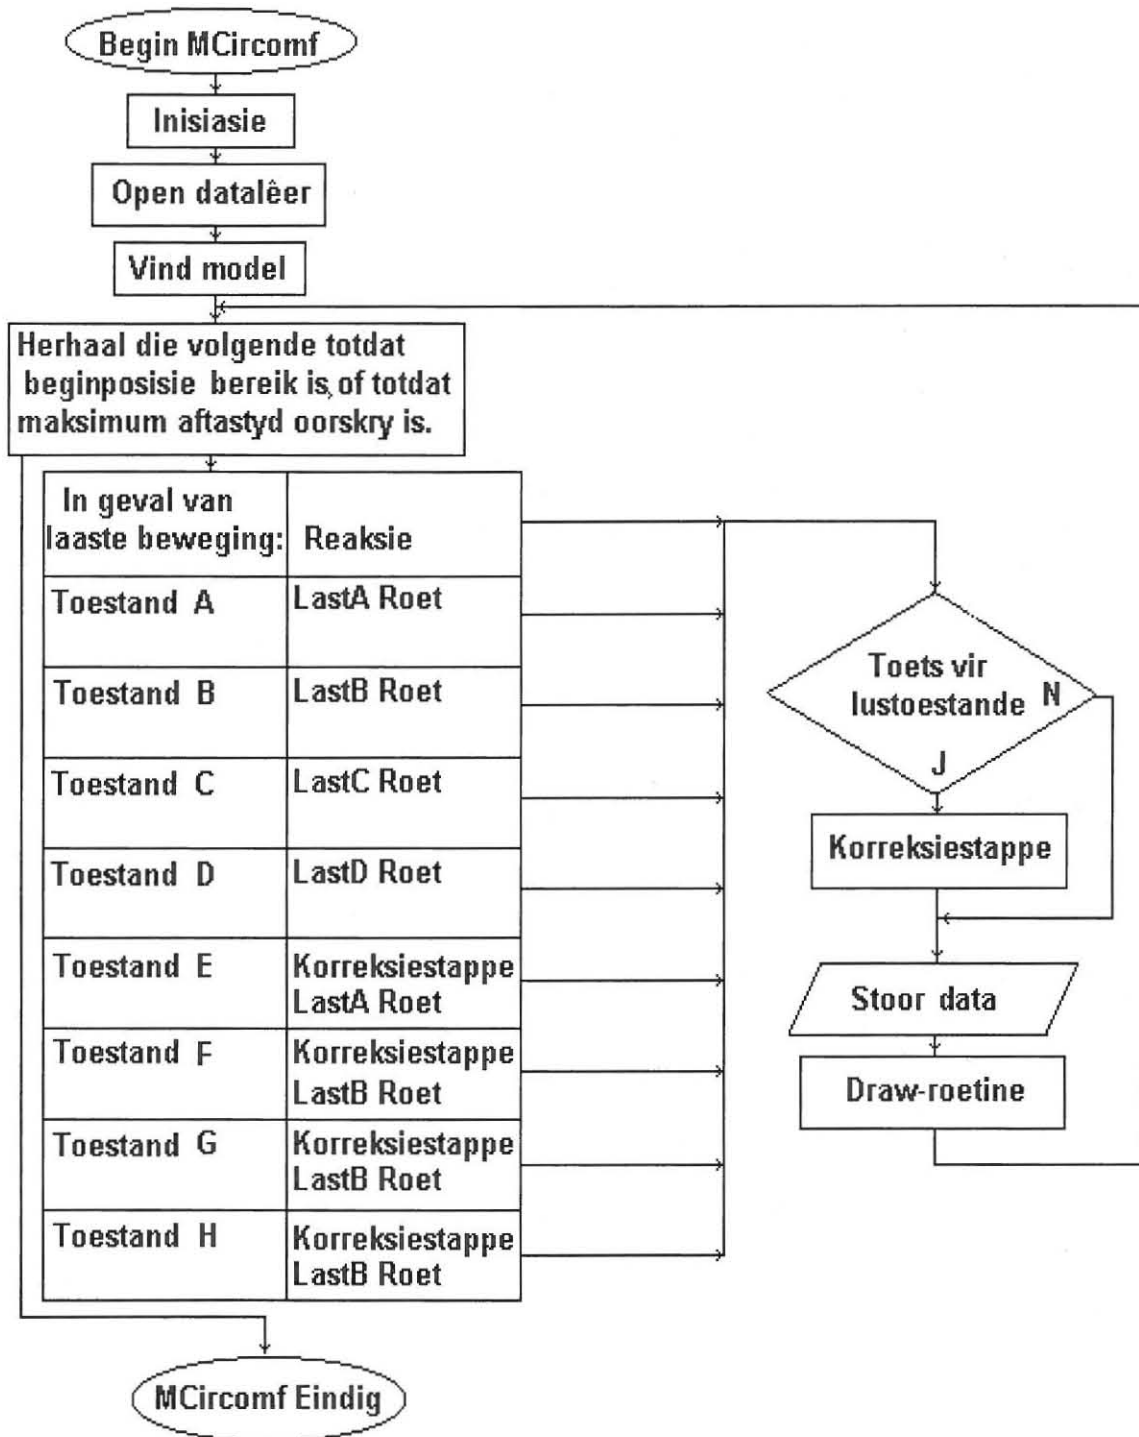 Begin MCircomf
Inisiasie
Open datalêer
Vind model
Herhaal die volgende totdat
beginposisie bereik is, of totdat
maksimum aftastyd oorskry is.
In geval van
laaste beweging:
Reaksie
Toestand A
LastA Roet
Toestand B
LastB Roet
Toestand C
LastC Roet
Toestand D
LastD Roet
Toestand E
Korreksiestappe
LastA Roet
Toestand F
Korreksiestappe
LastB Roet
Toestand G
Korreksiestappe
LastB Roet
Toestand H
Korreksiestappe
LastB Roet
Toets vir
lustoestande
N
J
Korreksiestappe
Stoor data
Draw-roetine
MCircomf Eindig